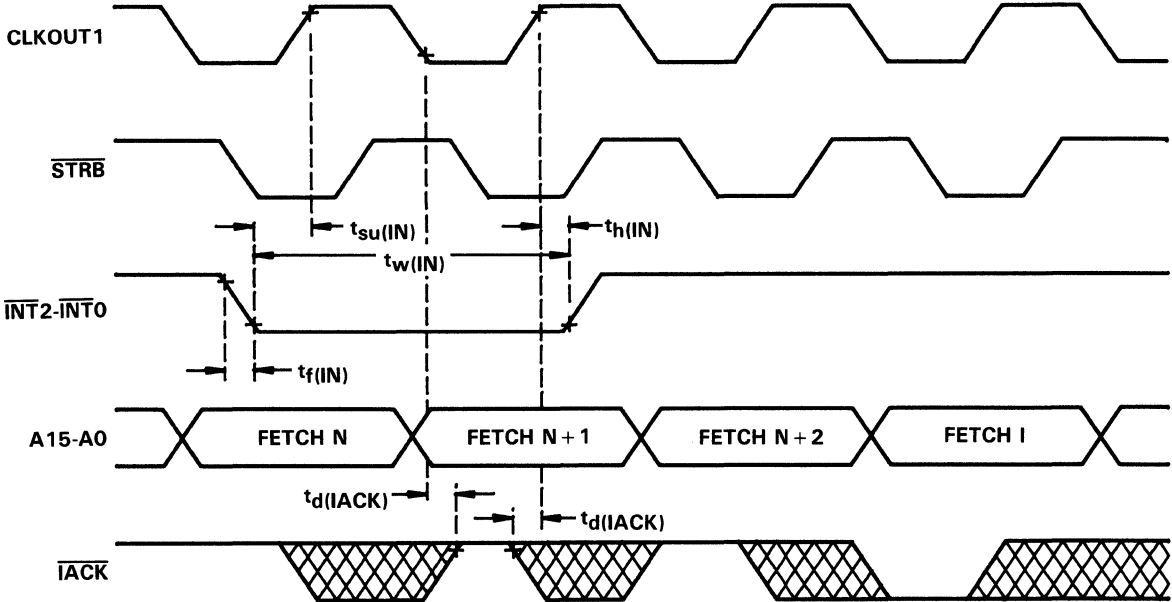 CLKOUT1
STRB
tsu(IN)
th(IN)
tw(IN)
INT2-INT0
tf(IN)
A15-A0
FETCH N
FETCH N + 1
FETCH N + 2
FETCH I
td(IACK)
td(IACK)
IACK